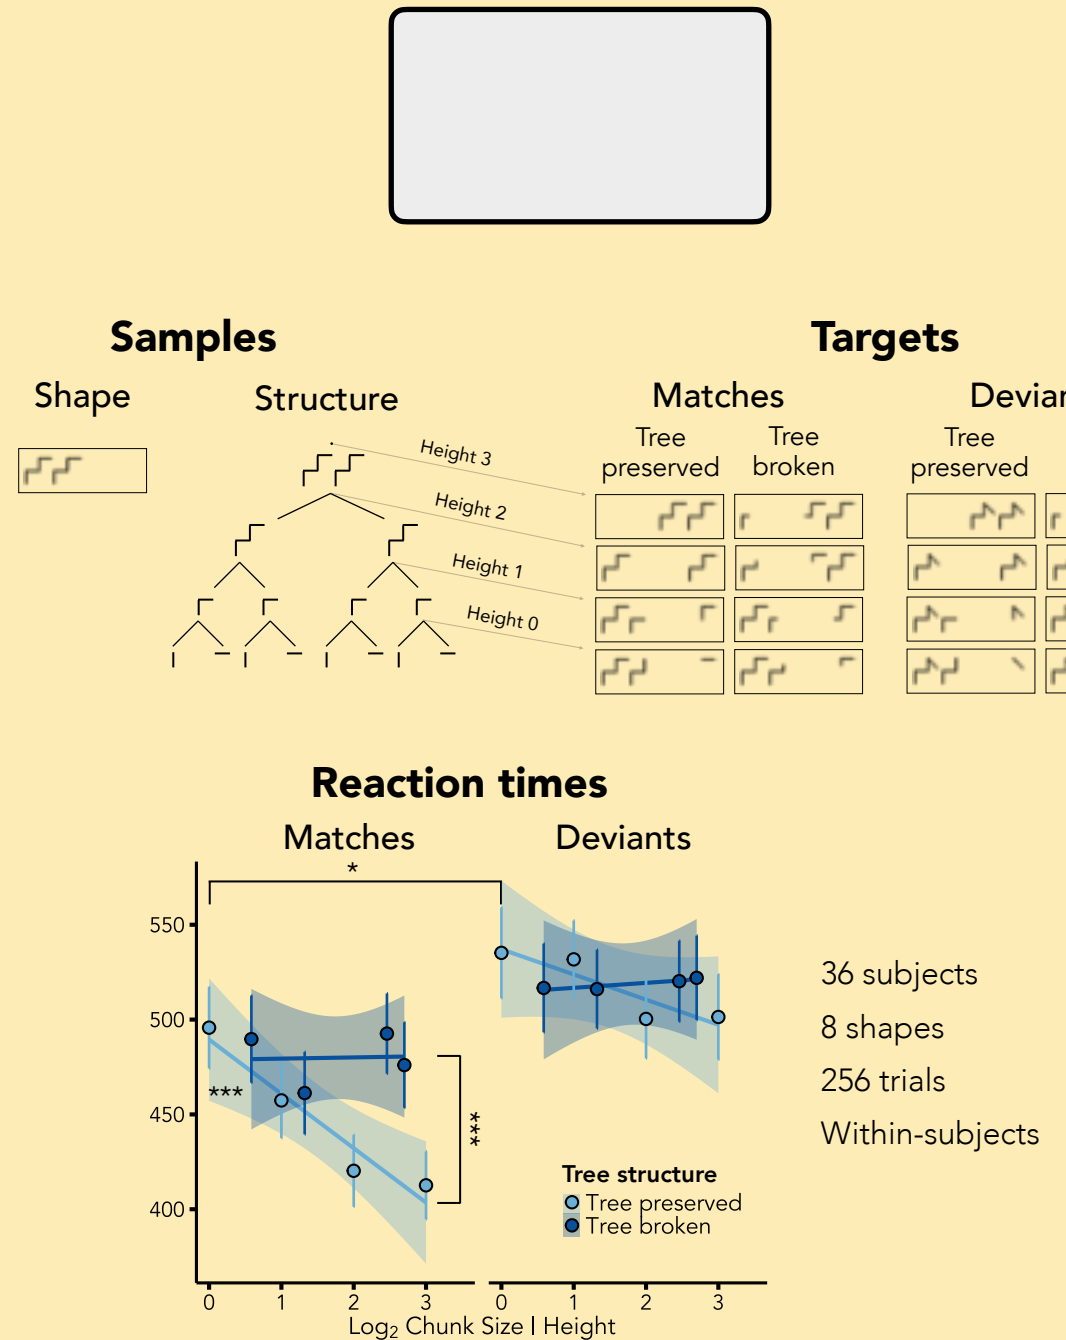 Samples
Targets
Shape
Structure
Matches
Devian
Tree preserved
Tree broken
Tree preserved
Height 3
Height 2
Height 1
Height 0
Reaction times
Matches
Deviants
*
550
500
450
400
***
***
36 subjects
8 shapes
256 trials
Within-subjects
Tree structure
Tree preserved
Tree broken
0 1 2 3
0 1 2 3
Log₂ Chunk Size | Height